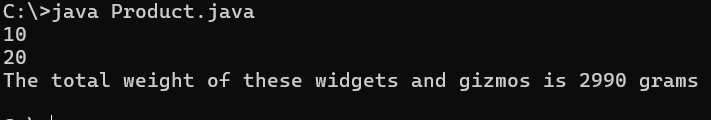 C:\>java Product.java
10
20
The total weight of these widgets and gizmos is 2990 grams